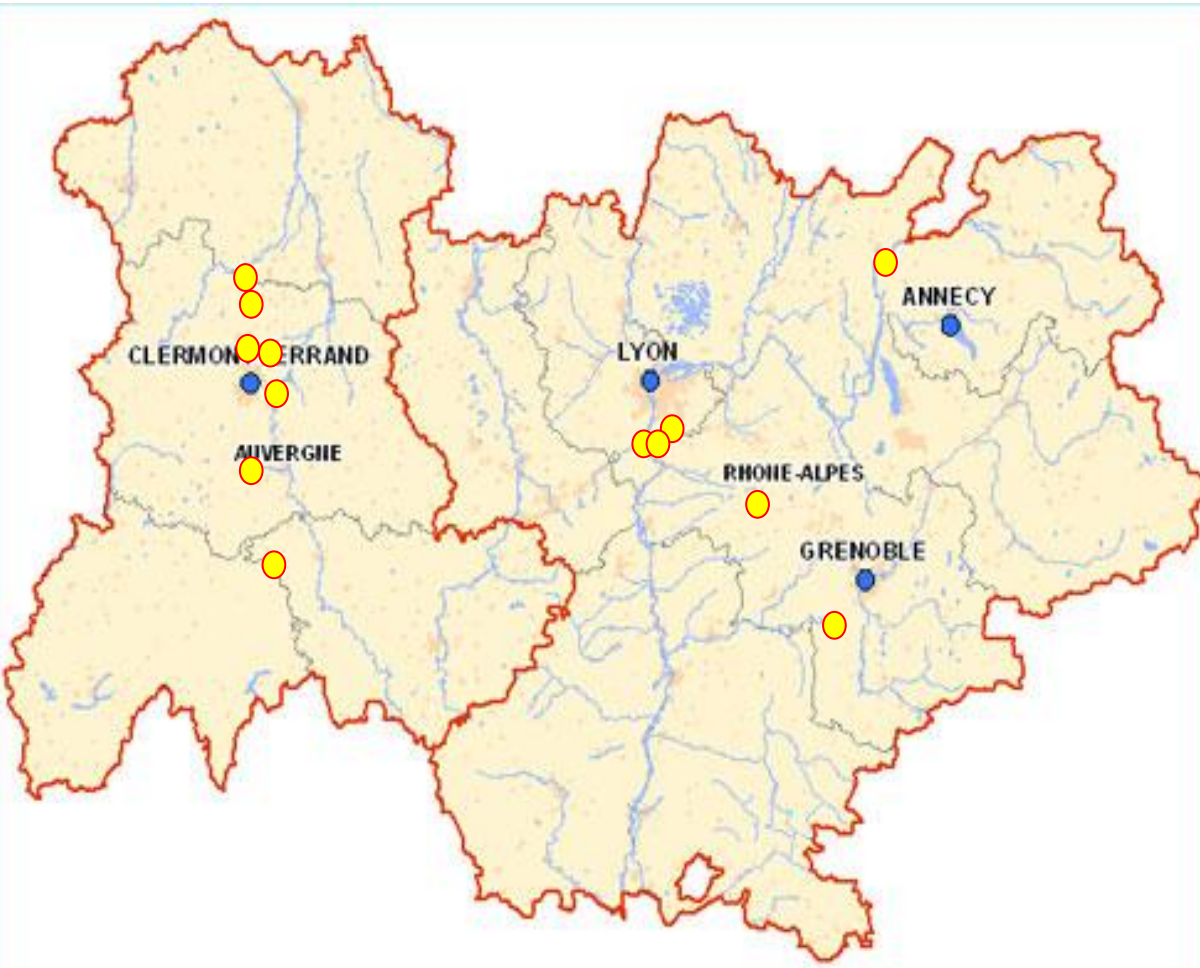 ANNECY
LYON
CLERMON ERRAND
AUVERGNE
RHONE-ALPES
GRENOBLE